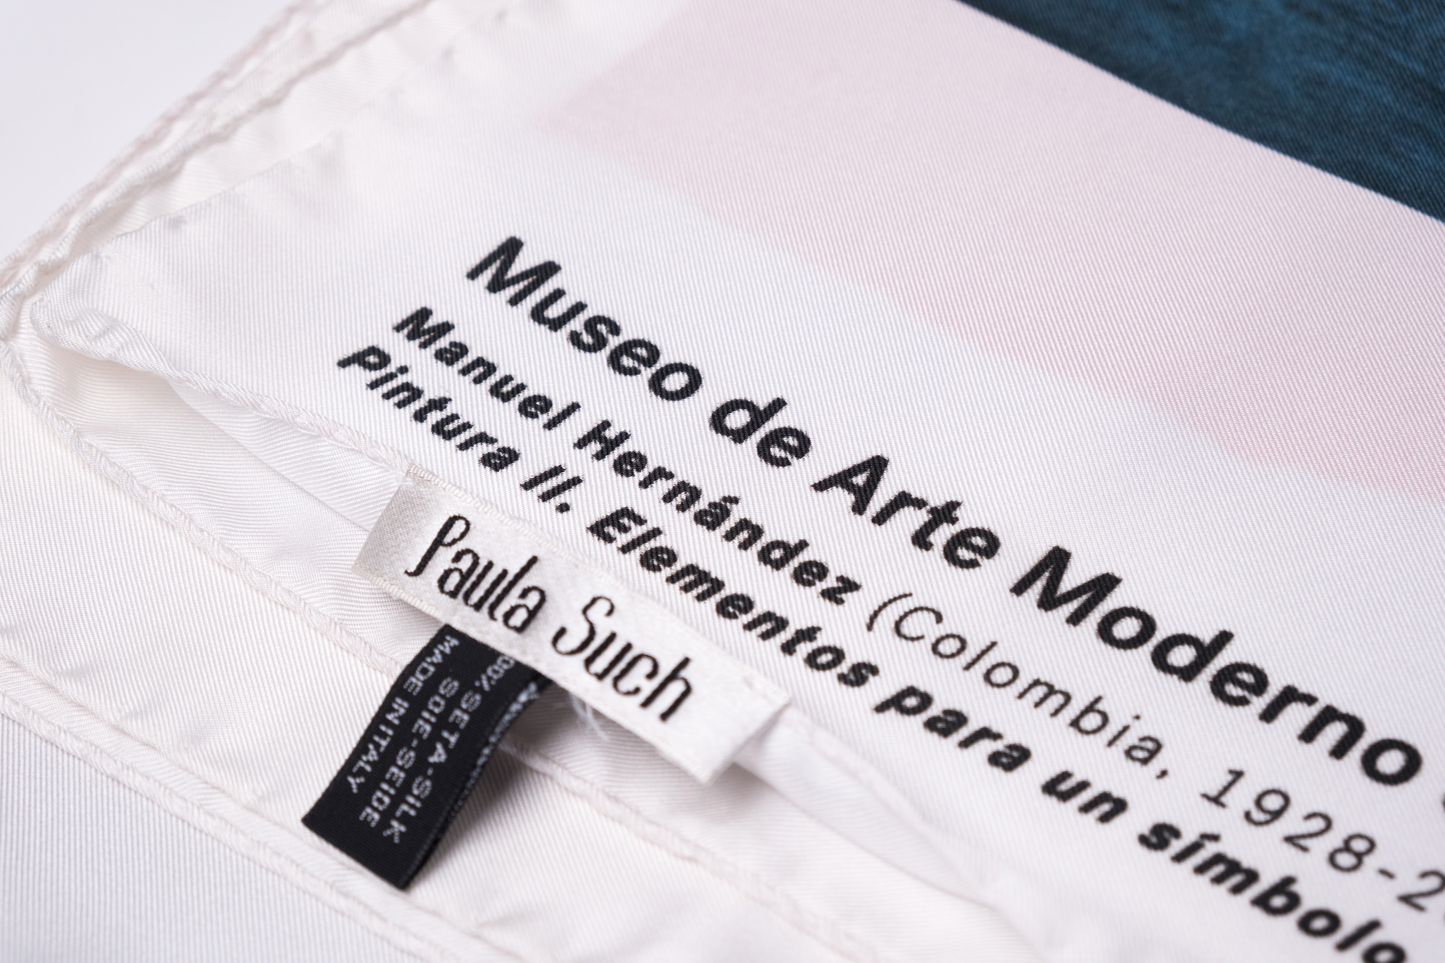 Museo de Arte Moderno
Manuel Hernández (Colombia, 1928-2
Pintura II. Elementos para un símbolo
Paula Such
00% SETA-SILK
SOIE-SEIDE
MADE IN ITALY